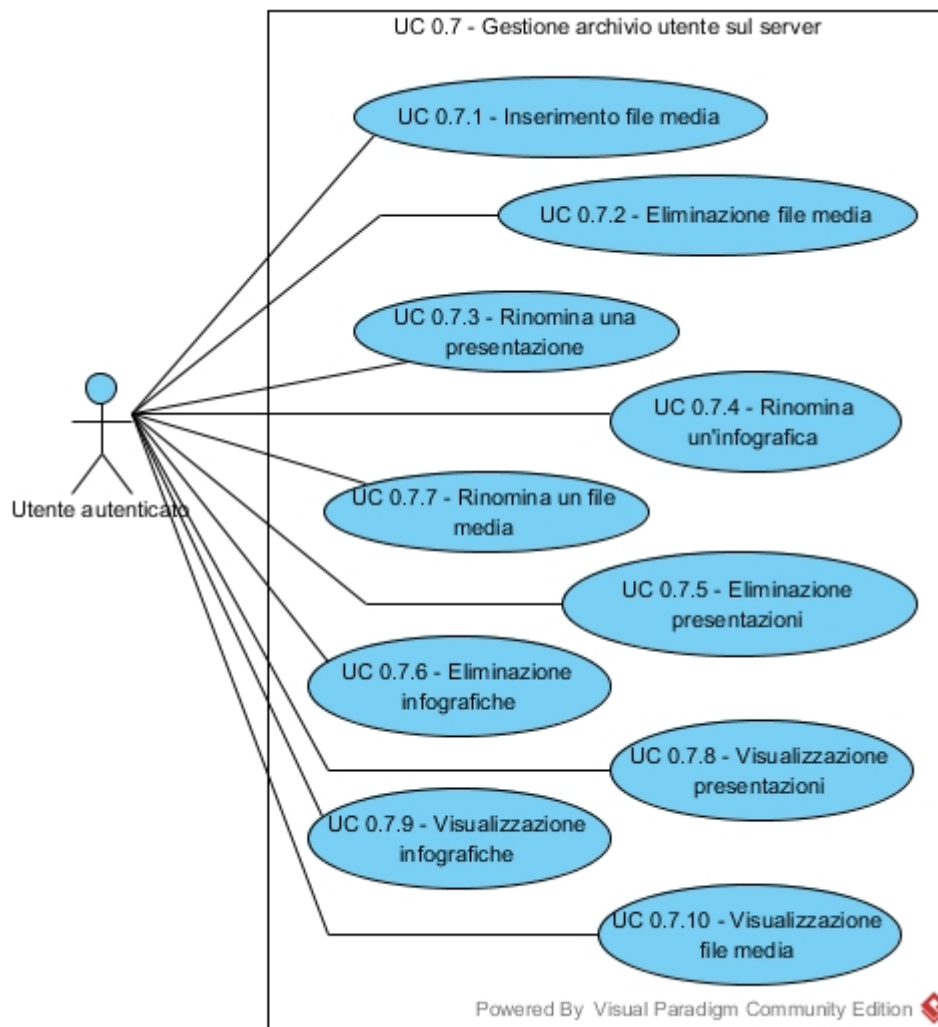 UC 0.7 - Gestione archivio utente sul server
UC 0.7.1 - Inserimento file media
UC 0.7.2 - Eliminazione file media
UC 0.7.3 - Rinomina una
presentazione
UC 0.7.4 - Rinomina
un'infografica
UC 0.7.7 - Rinomina un file
media
Utente autenticato
UC 0.7.5 - Eliminazione
presentazioni
UC 0.7.6 - Eliminazione
infografiche
UC 0.7.8 - Visualizzazione
presentazioni
UC 0.7.9 - Visualizzazione
infografiche
UC 0.7.10 - Visualizzazione
file media
Powered By Visual Paradigm Community Edition